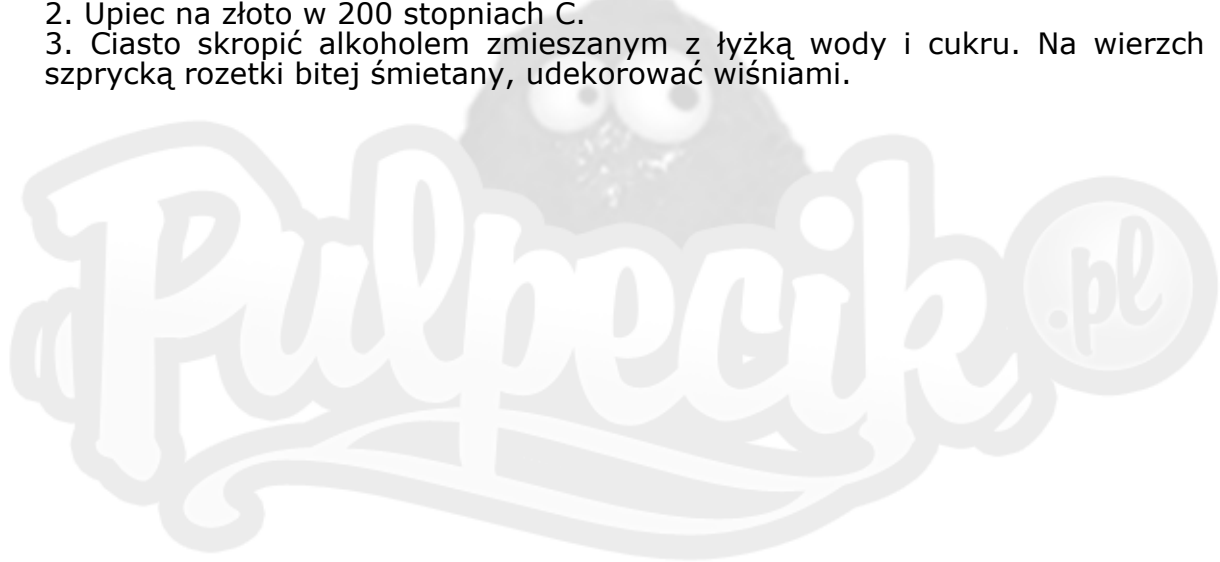 2. Upiec na złoto w 200 stopniach C.
3. Ciasto skropić alkoholem zmieszanym z łyżką wody i cukru. Na wierzch
szprycką rozetki bitej śmietany, udekorować wiśniami.
Pulpecik.pl